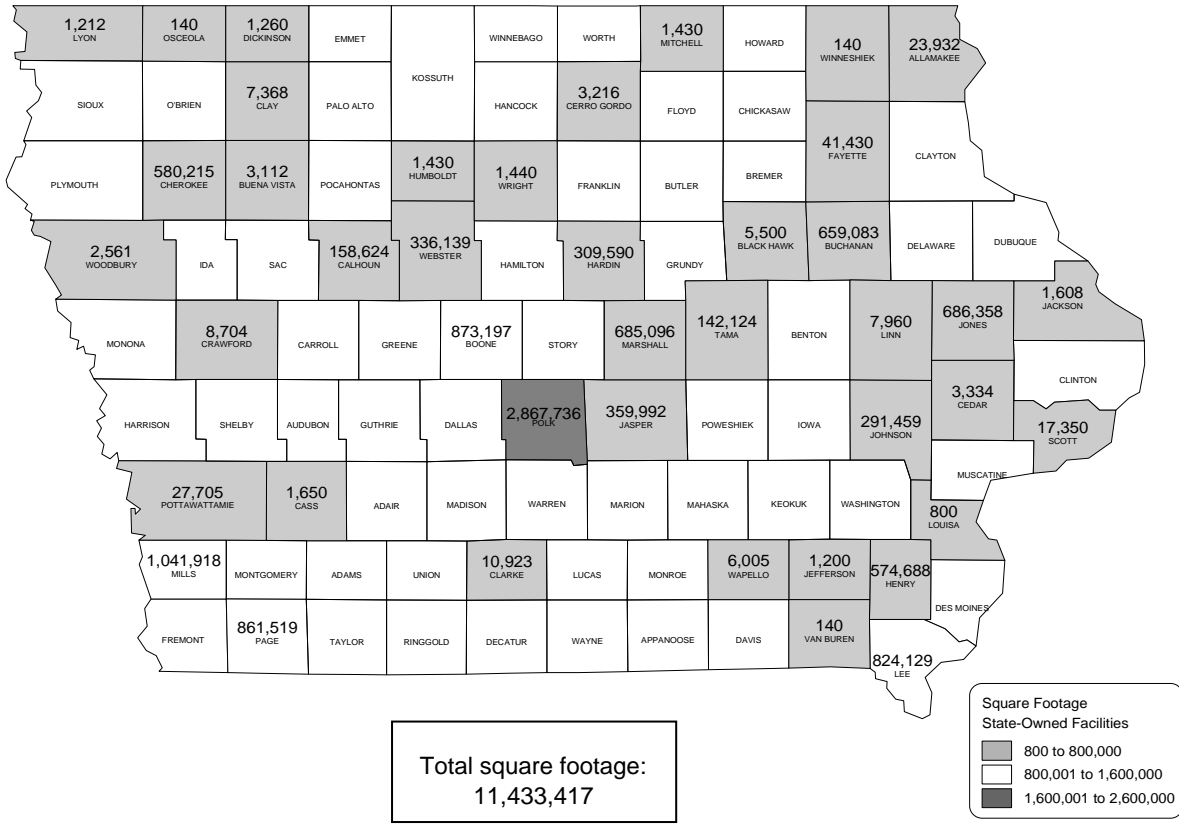 1,212
LYON
140
OSCEOLA
1,260
DICKINSON
EMMET
WINNEBAGO
WORTH
1,430
MITCHELL
HOWARD
140
WINNESHIEK
23,932
ALLAMAKEE
KOSSUTH
SIOUX
O'BRIEN
7,368
CLAY
PALO ALTO
HANCOCK
3,216
CERRO GORDO
FLOYD
CHICKASAW
PLYMOUTH
580,215
CHEROKEE
3,112
BUENA VISTA
POCAHONTAS
1,430
HUMBOLDT
1,440
WRIGHT
FRANKLIN
BUTLER
BREMER
41,430
FAYETTE
CLAYTON
2,561
WOODBURY
IDA
SAC
158,624
CALHOUN
336,139
WEBSTER
HAMILTON
309,590
HARDIN
GRUNDY
5,500
BLACK HAWK
659,083
BUCHANAN
DELAWARE
DUBUQUE
MONONA
8,704
CRAWFORD
CARROLL
GREENE
873,197
BOONE
STORY
685,096
MARSHALL
142,124
TAMA
BENTON
7,960
LINN
686,358
JONES
1,608
JACKSON
CLINTON
HARRISON
SHELBY
AUDUBON
GUTHRIE
DALLAS
2,867,736
POLK
359,992
JASPER
POWESHIEK
IOWA
291,459
JOHNSON
3,334
CEDAR
17,350
SCOTT
MUSCATINE
27,705
POTTAWATTAMIE
1,650
CASS
ADAIR
MADISON
WARREN
MARION
MAHASKA
KEOKUK
WASHINGTON
800
LOUISA
1,041,918
MILLS
MONTGOMERY
ADAMS
UNION
10,923
CLARKE
LUCAS
MONROE
6,005
WAPELLO
1,200
JEFFERSON
574,688
HENRY
DES MOINES
FREMONT
861,519
PAGE
TAYLOR
RINGGOLD
DECATUR
WAYNE
APPANOOSE
DAVIS
140
VAN BUREN
824,129
LEE
Total square footage:
11,433,417
Square Footage
State-Owned Facilities
800 to 800,000
800,001 to 1,600,000
1,600,001 to 2,600,000